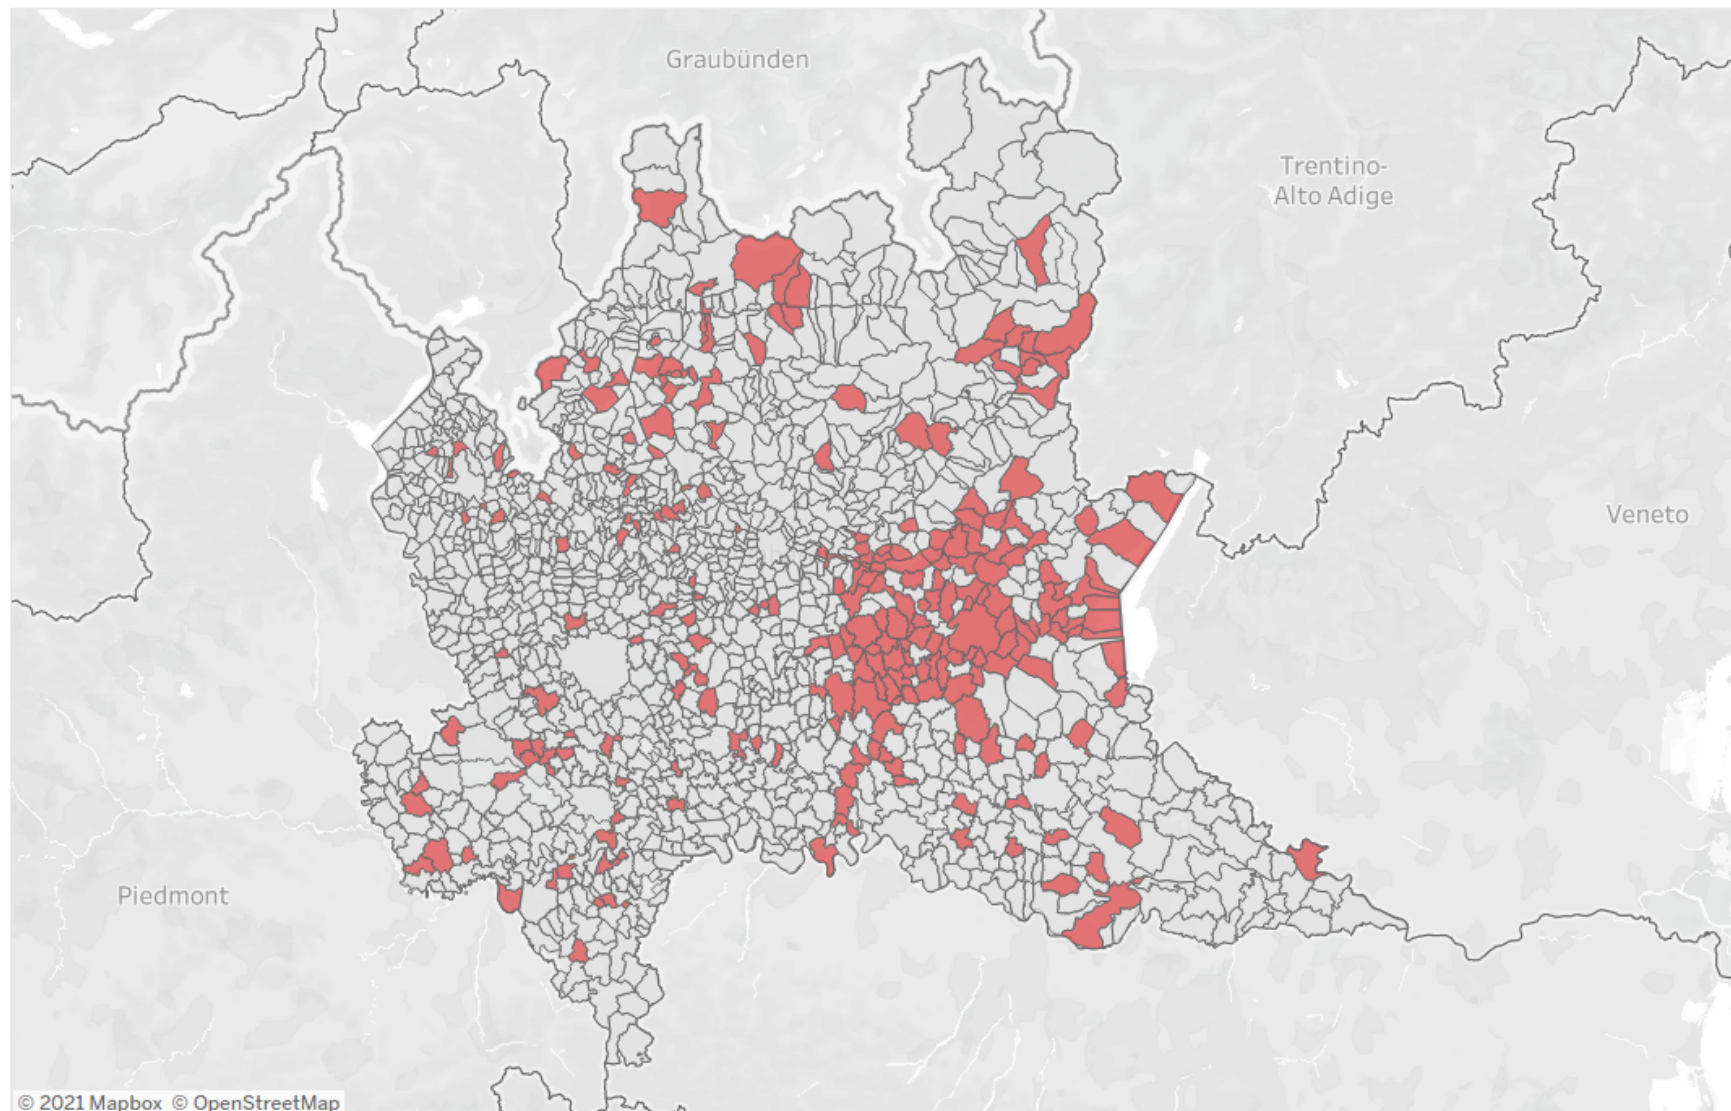 Graubünden
Trentino-
Alto Adige
Veneto
Piedmont
© 2021 Mapbox © OpenStreetMap